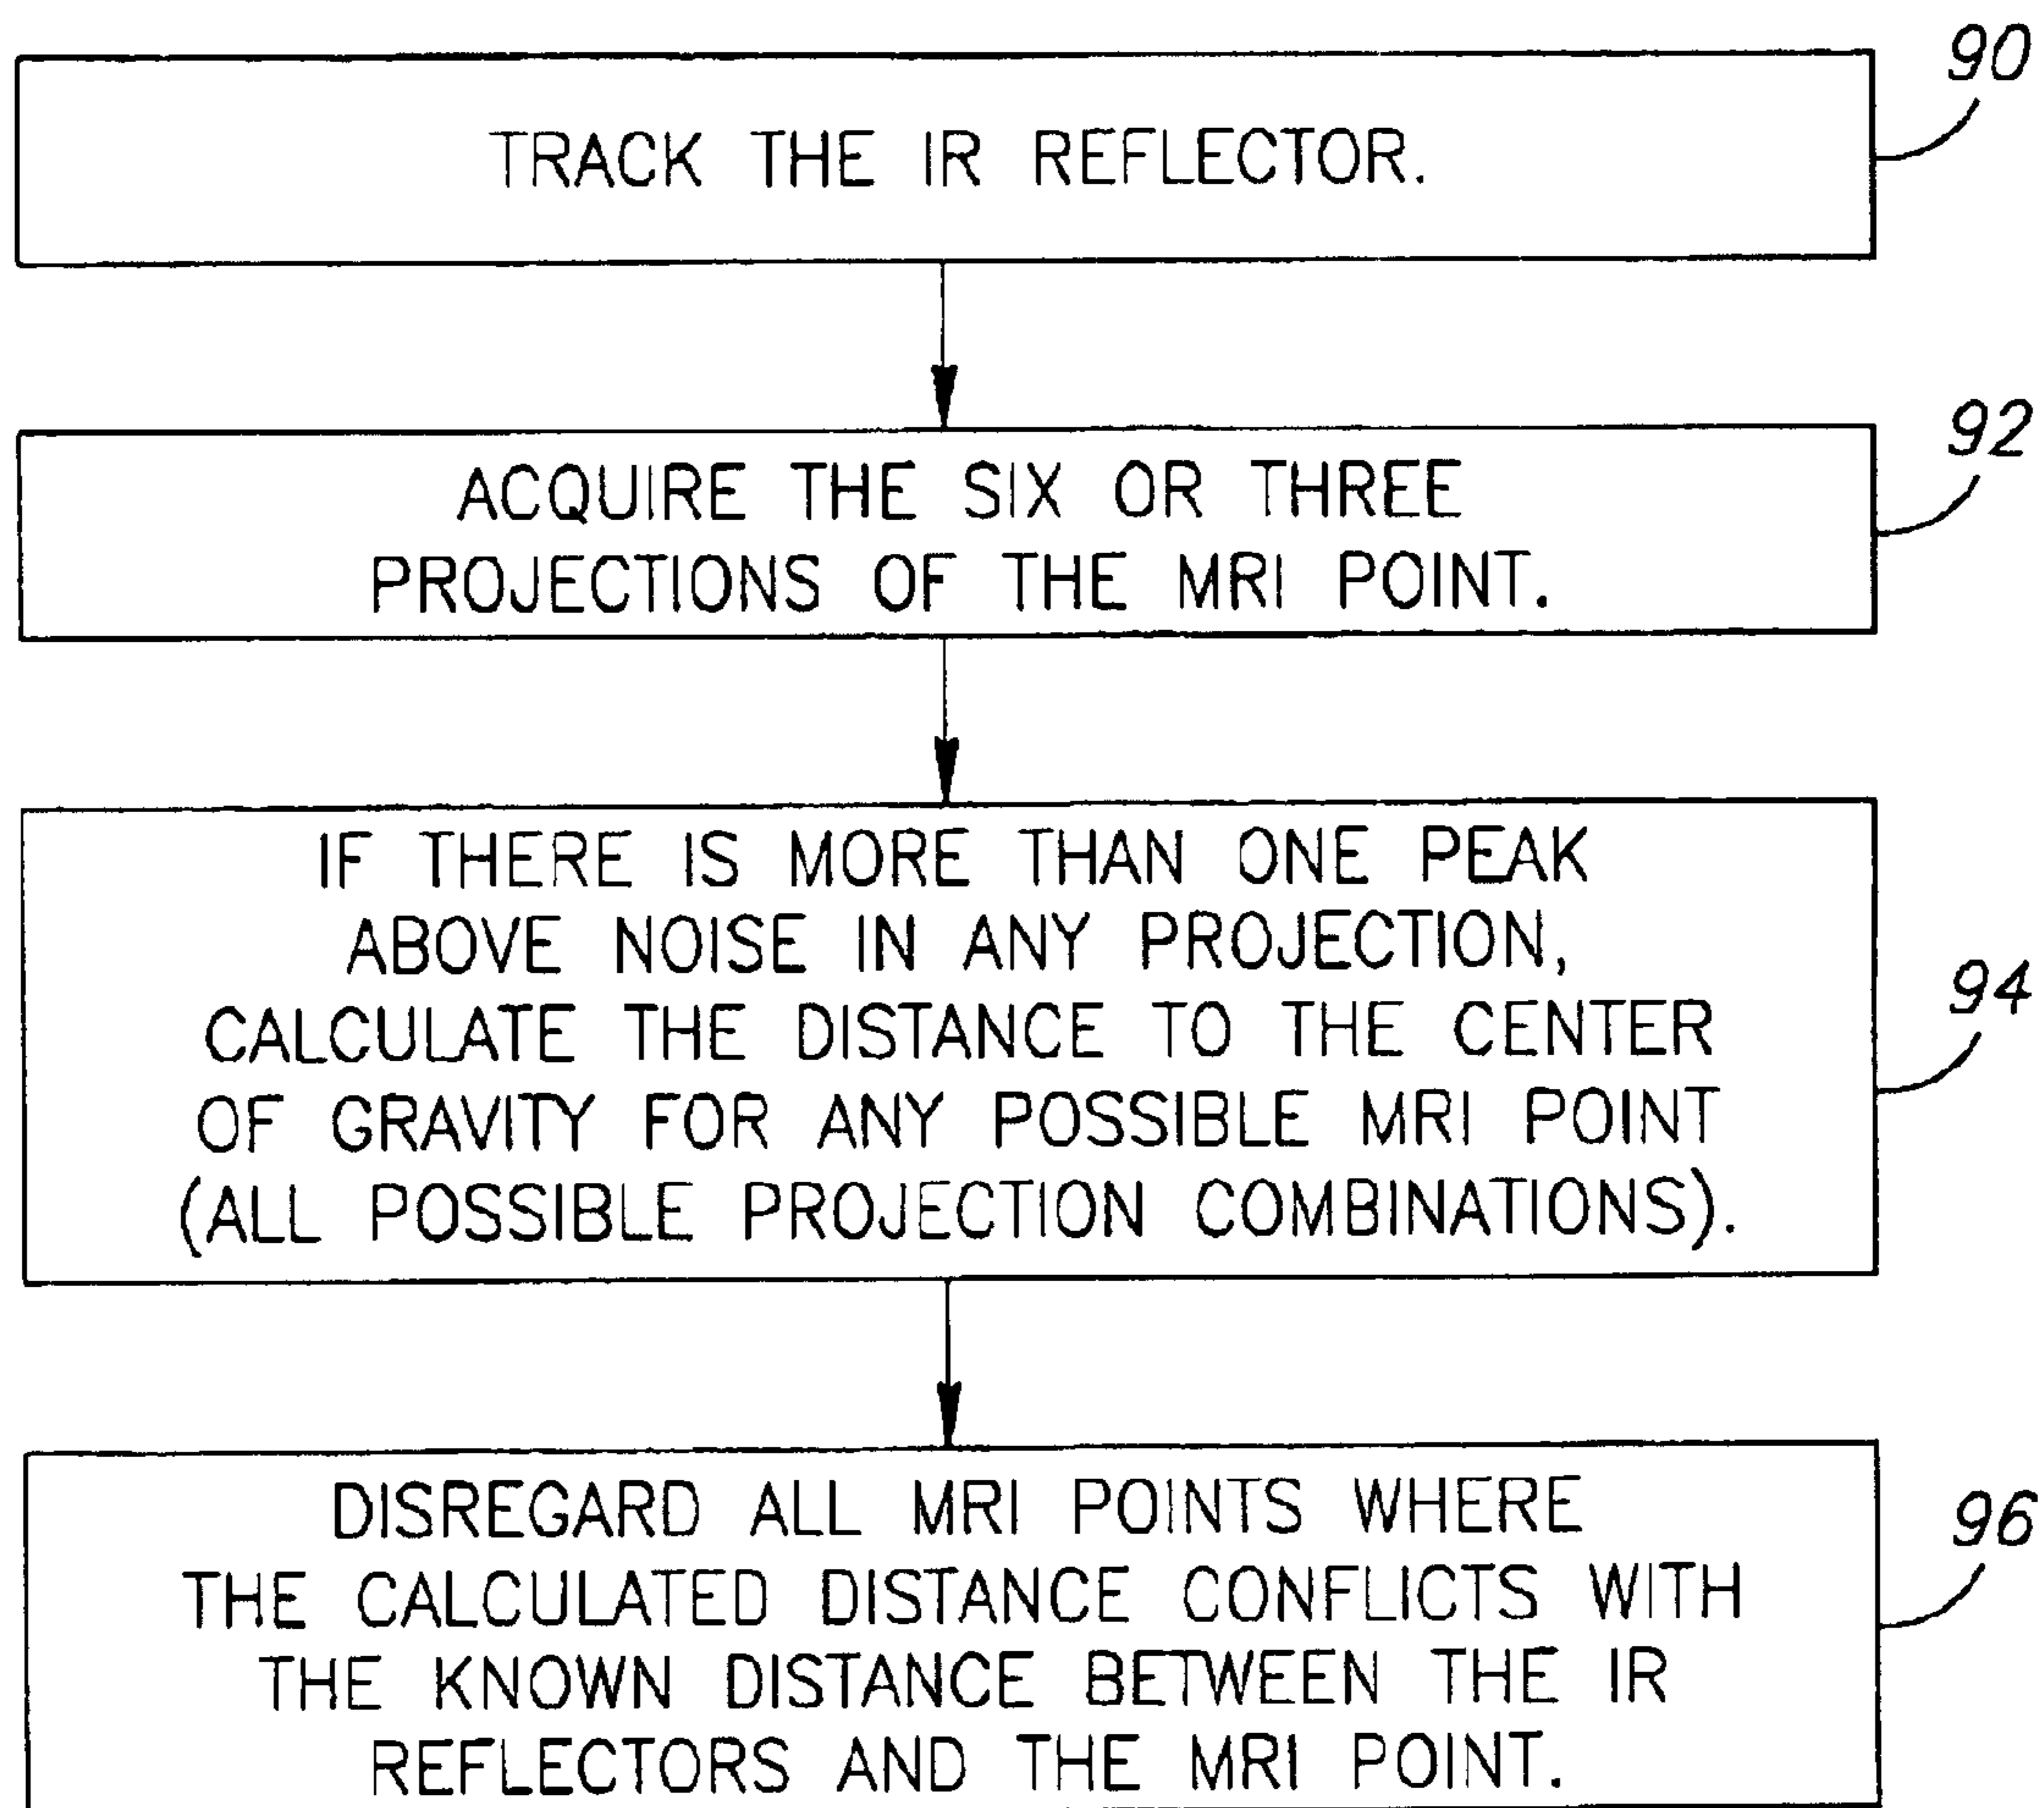 90
TRACK THE IR REFLECTOR.
92
ACQUIRE THE SIX OR THREE
PROJECTIONS OF THE MRI POINT.
IF THERE IS MORE THAN ONE PEAK
ABOVE NOISE IN ANY PROJECTION,
94
CALCULATE THE DISTANCE TO THE CENTER
OF GRAVITY FOR ANY POSSIBLE MRI POINT
(ALL POSSIBLE PROJECTION COMBINATIONS).
DISREGARD ALL MRI POINTS WHERE
96
THE CALCULATED DISTANCE CONFLICTS WITH
THE KNOWN DISTANCE BETWEEN THE IR
REFLECTORS AND THE MRI POINT.